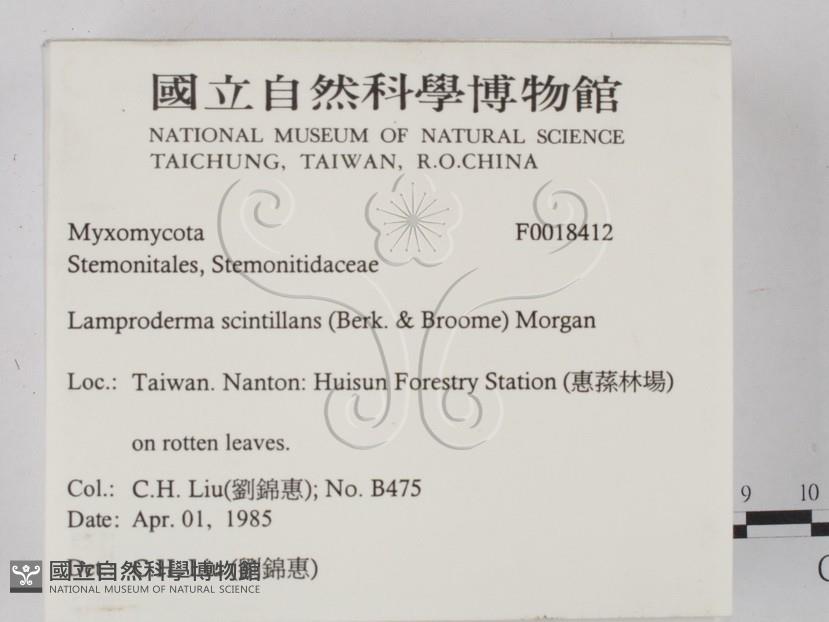 國立自然科學博物館
NATIONAL MUSEUM OF NATURAL SCIENCE
TAICHUNG, TAIWAN, R.O.CHINA
Myxomycota F0018412
Stemonitales, Stemonitidaceae
Lamproderma scintillans (Berk. & Broome) Morgan
Loc.: Taiwan. Nanton: Huisun Forestry Station (惠蓀林場)
on rotten leaves.
Col.: C.H. Liu(劉錦惠); No. B475
Date: Apr. 01, 1985
Det.: C.H. Liu(劉錦惠)
國立自然科學博物館
NATIONAL MUSEUM OF NATURAL SCIENCE
9 10